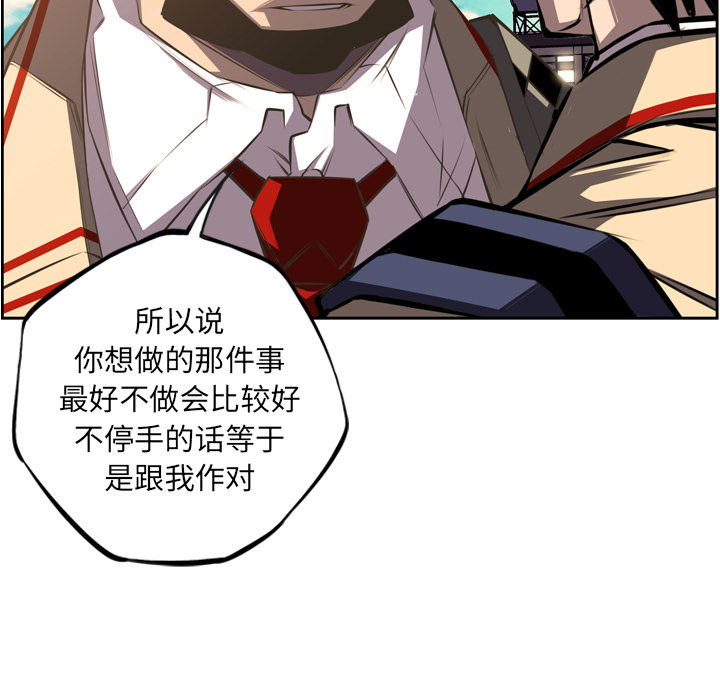 所以说
你想做的那件事
最好不做会比较好
不停手的话等于
是跟我作对